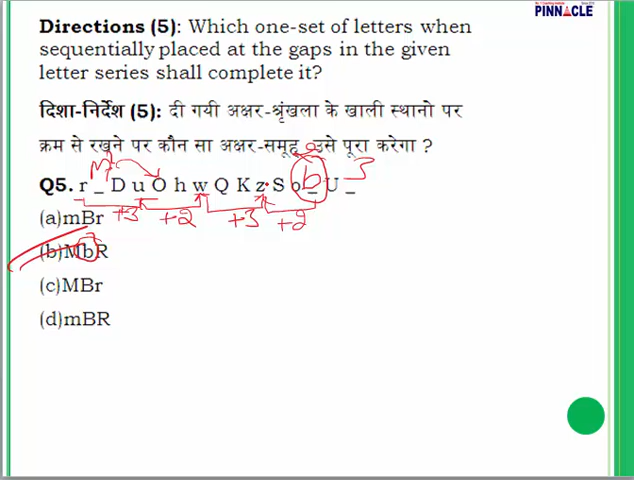 PINNACLE
Directions (5): Which one-set of letters when
sequentially placed at the gaps in the given
letter series shall complete it?
दिशा-निर्देश (5): दी गयी अक्षर-श्रृंखला के खाली स्थानो पर
क्रम से रखने पर कौन सा अक्षर-समूह उसे पूरा करेगा ?
M
Q5. r _ D u O h w Q K z S o _ U _
b
+3 +2 +3 +2
(a)mBr
(b)MbR
(c)MBr
(d)mBR